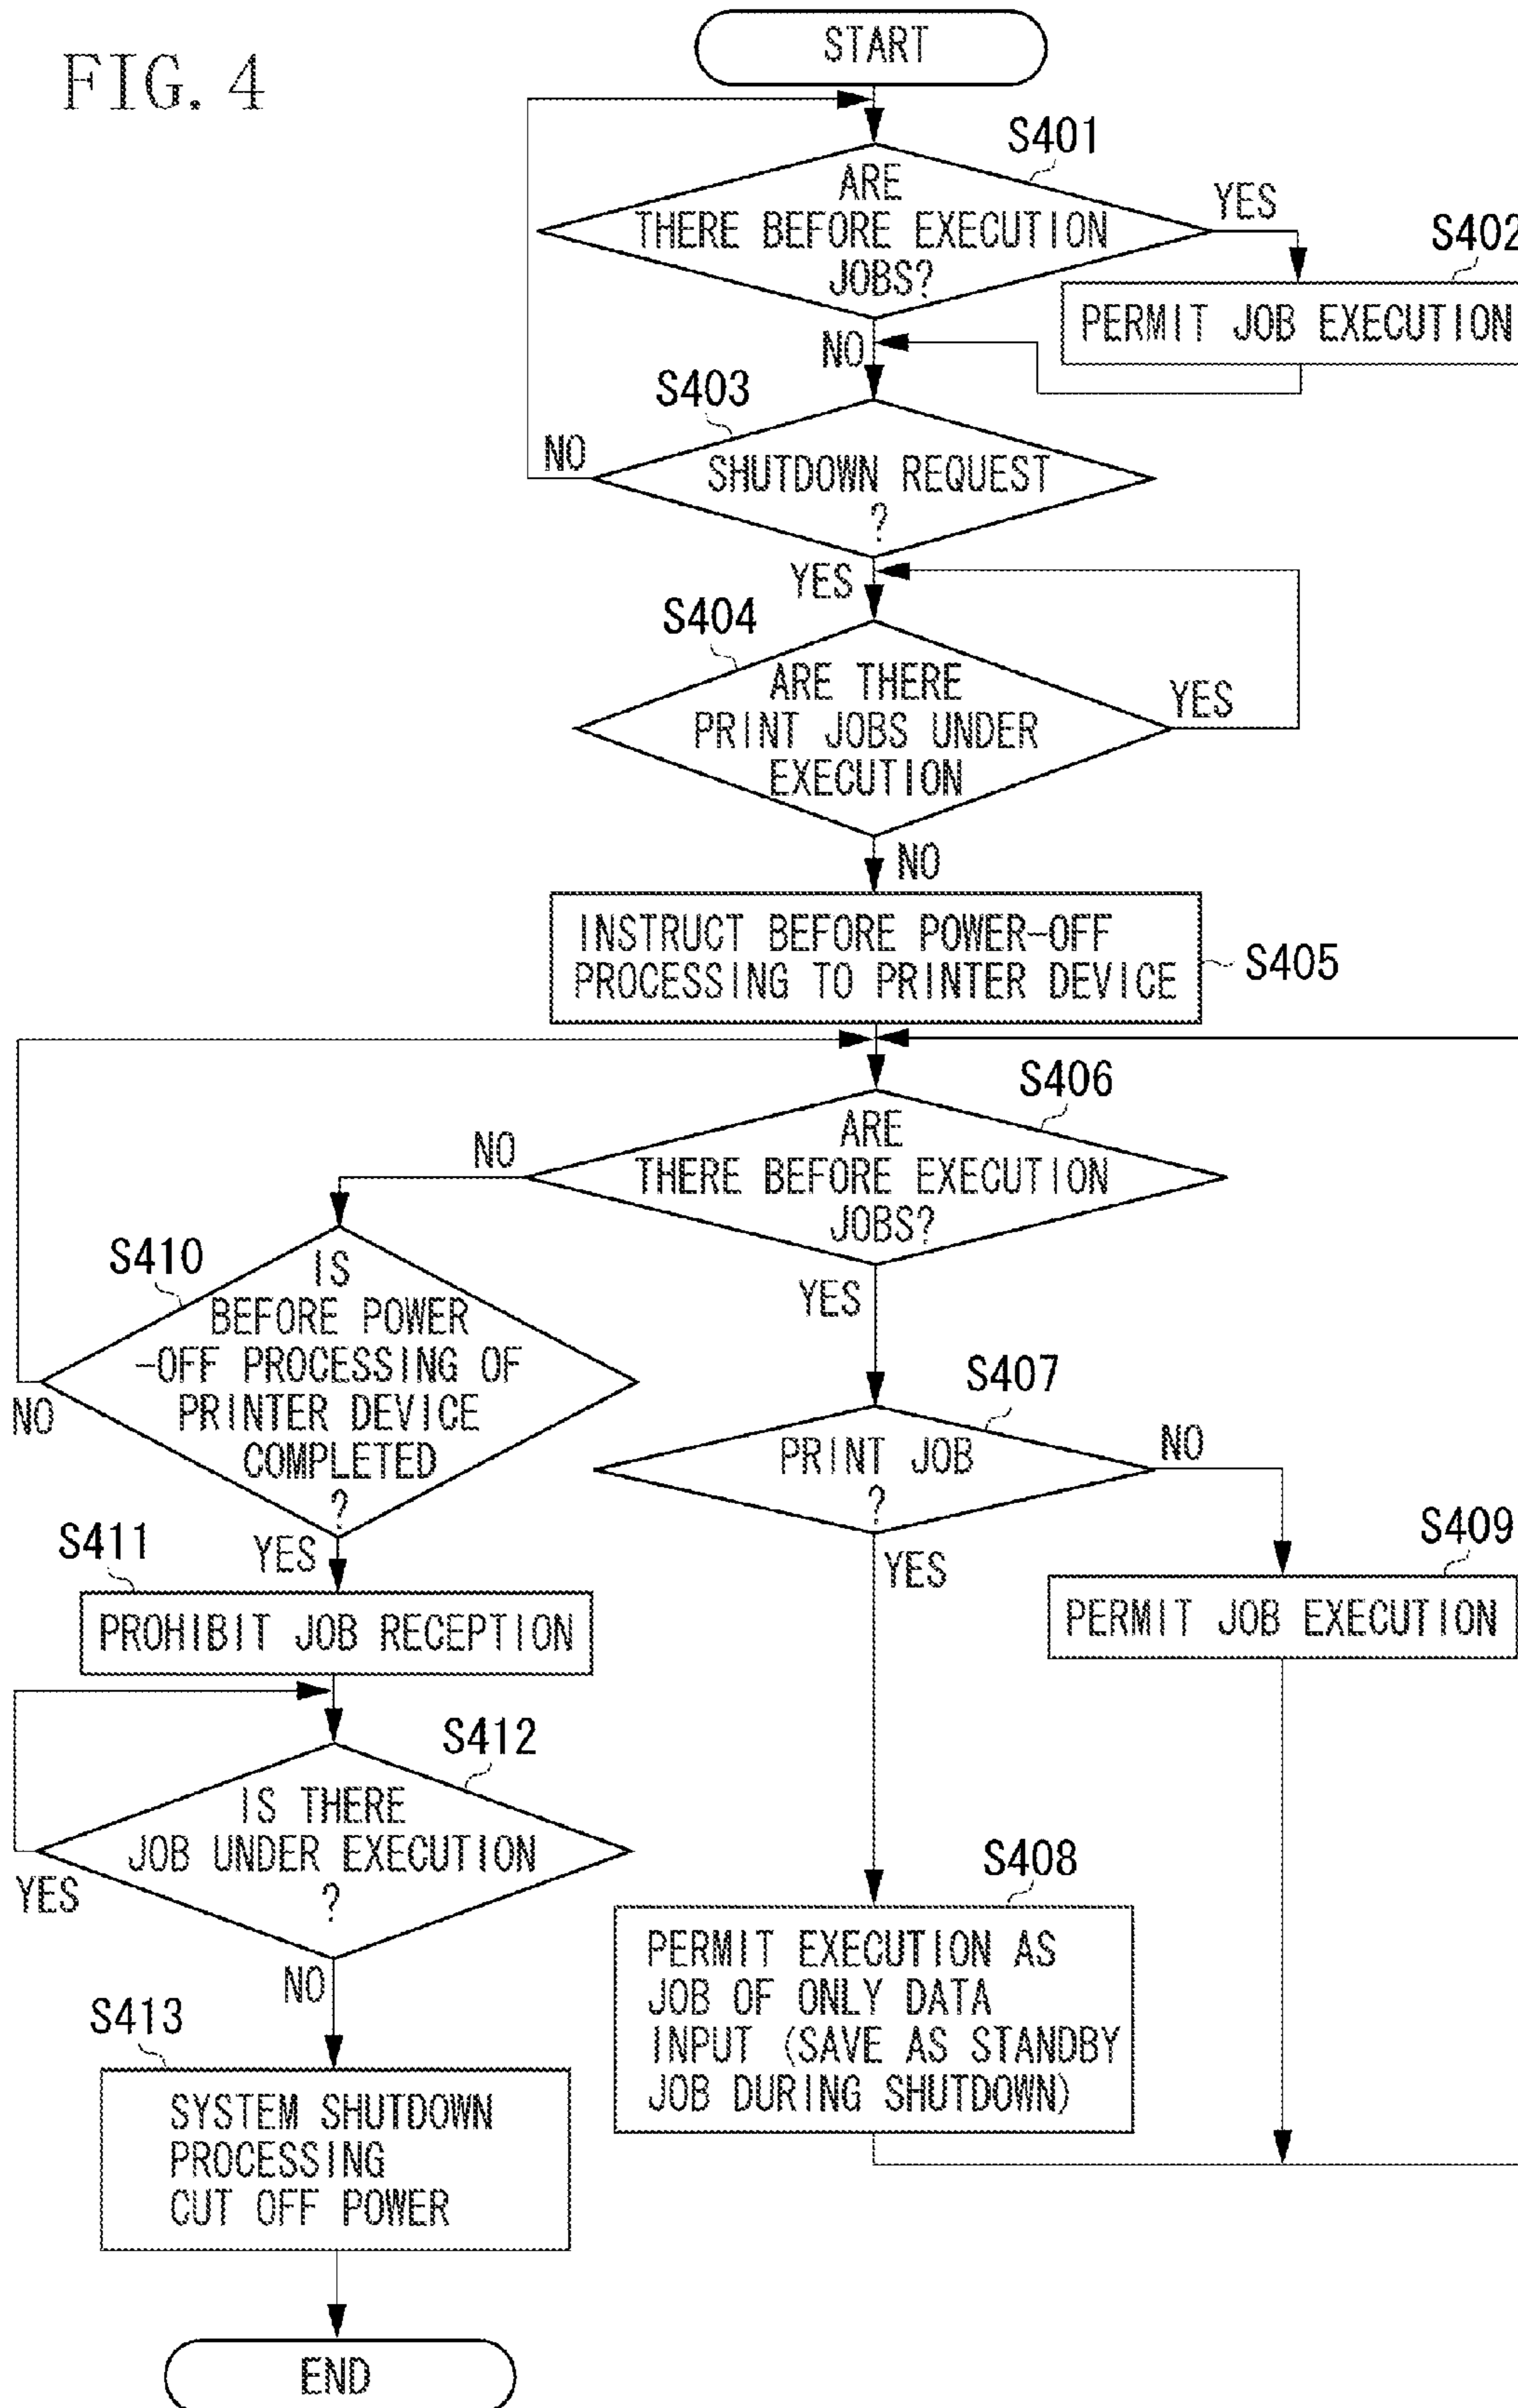 FIG. 4
START
S401
ARE
THERE BEFORE EXECUTION
JOBS?
YES
S402
PERMIT JOB EXECUTION
NO
S403
NO
SHUTDOWN REQUEST
?
YES
S404
ARE THERE
PRINT JOBS UNDER
EXECUTION
YES
NO
INSTRUCT BEFORE POWER-OFF
PROCESSING TO PRINTER DEVICE
S405
S406
ARE
THERE BEFORE EXECUTION
JOBS?
NO
YES
S410
IS
BEFORE POWER
-OFF PROCESSING OF
PRINTER DEVICE
COMPLETED
?
NO
YES
S407
PRINT JOB
?
NO
YES
S409
PERMIT JOB EXECUTION
S411
PROHIBIT JOB RECEPTION
S412
IS THERE
JOB UNDER EXECUTION
?
YES
NO
S408
PERMIT EXECUTION AS
JOB OF ONLY DATA
INPUT (SAVE AS STANDBY
JOB DURING SHUTDOWN)
S413
SYSTEM SHUTDOWN
PROCESSING
CUT OFF POWER
END